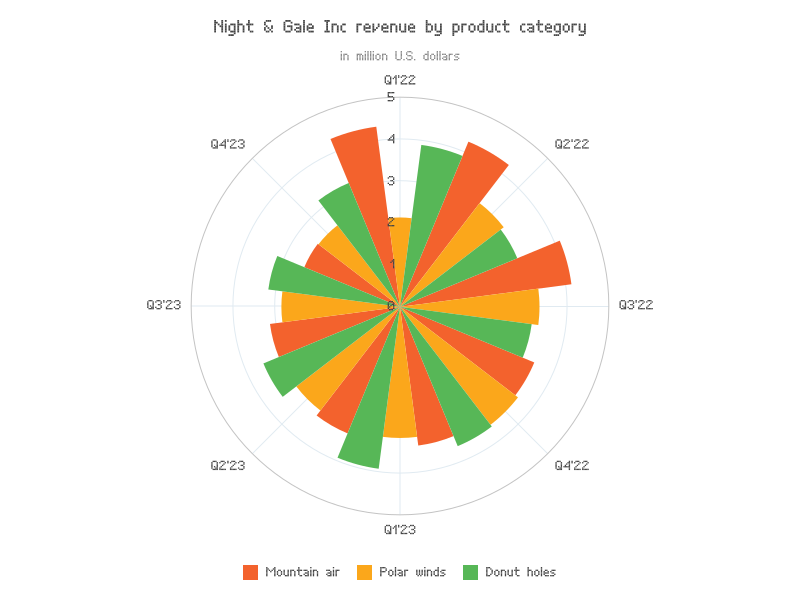 Night & Gale Inc revenue by product category
in million U.S. dollars
Q1'22
5
Q4'23
4
Q2'22
3
2
1
Q3'23
0
Q3'22
Q2'23
Q4'22
Q1'23
Mountain air
Polar winds
Donut holes